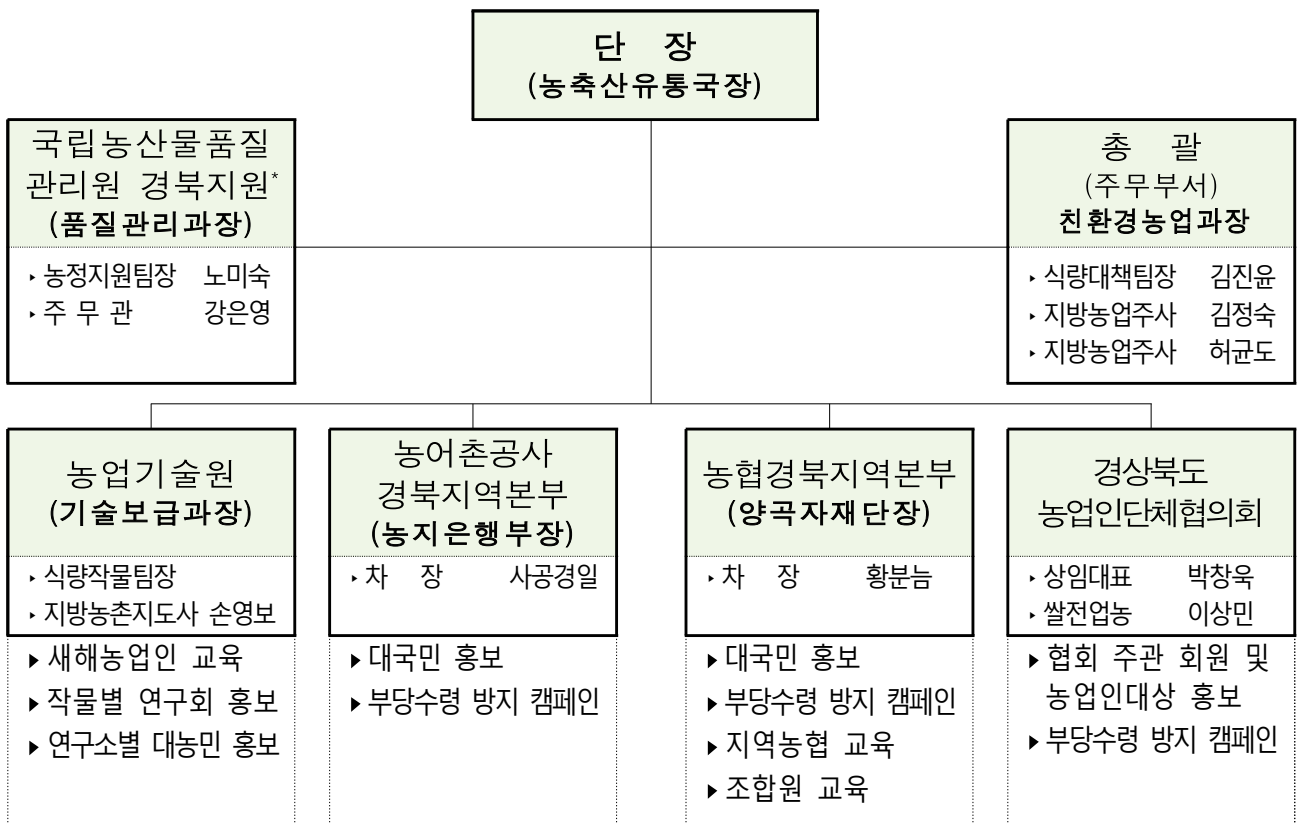 단 장
(농축산유통국장)
국립농산물품질
관리원 경북지원*
(품질관리과장)
▸ 농정지원팀장 노미숙
▸ 주 무 관 강은영
총 괄
(주무부서)
친환경농업과장
▸ 식량대책팀장 김진윤
▸ 지방농업주사 김정숙
▸ 지방농업주사 허균도
농업기술원
(기술보급과장)
▸ 식량작물팀장
▸ 지방농촌지도사 손영보
▸ 새해농업인 교육
▸ 작물별 연구회 홍보
▸ 연구소별 대농민 홍보
농어촌공사
경북지역본부
(농지은행부장)
▸ 차 장 사공경일
▸ 대국민 홍보
▸ 부당수령 방지 캠페인
농협경북지역본부
(양곡자재단장)
▸ 차 장 황분늠
▸ 대국민 홍보
▸ 부당수령 방지 캠페인
▸ 지역농협 교육
▸ 조합원 교육
경상북도
농업인단체협의회
▸ 상임대표 박창욱
▸ 쌀전업농 이상민
▸ 협회 주관 회원 및
농업인대상 홍보
▸ 부당수령 방지 캠페인